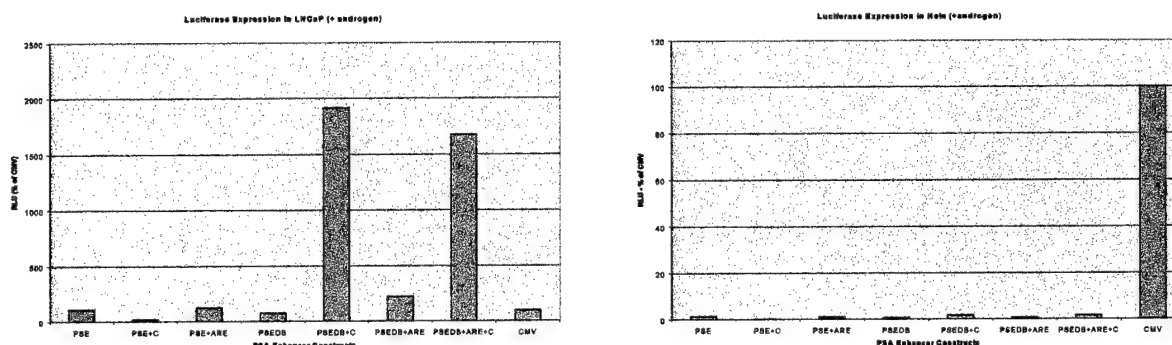 Luciferase Expression in LNCaP (+ androgen)
2500
2000
1500
1000
500
0
RLU (% of CMV)
PSE PSE+C PSE+ARE PSEDB PSEDB+C PSEDB+ARE PSEDB+ARE+C CMV
PSA Enhancer Constructs
Luciferase Expression in Hela (+androgen)
120
100
80
60
40
20
0
RLU - % of CMV
PSE PSE+C PSE+ARE PSEDB PSEDB+C PSEDB+ARE PSEDB+ARE+C CMV
PSA Enhancer Constructs